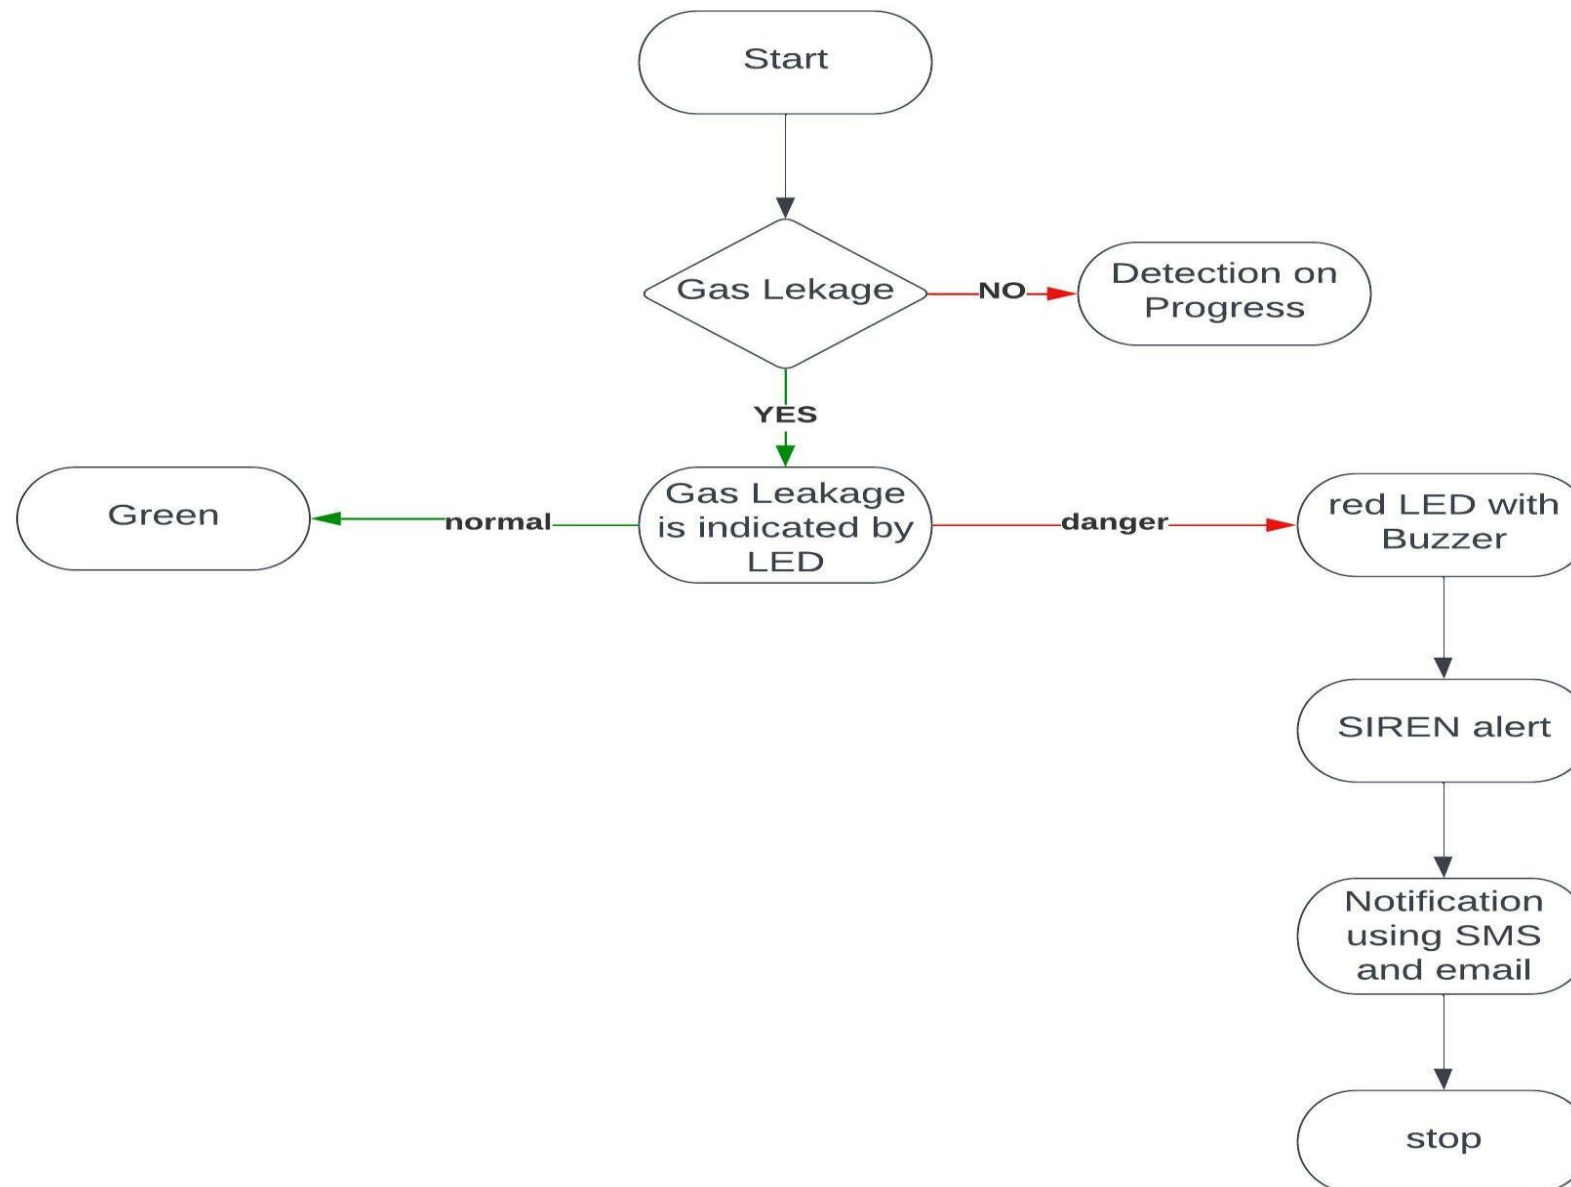 Start
Gas Lekage
NO
Detection on
Progress
YES
Green
normal
Gas Leakage
is indicated by
LED
danger
red LED with
Buzzer
SIREN alert
Notification
using SMS
and email
stop